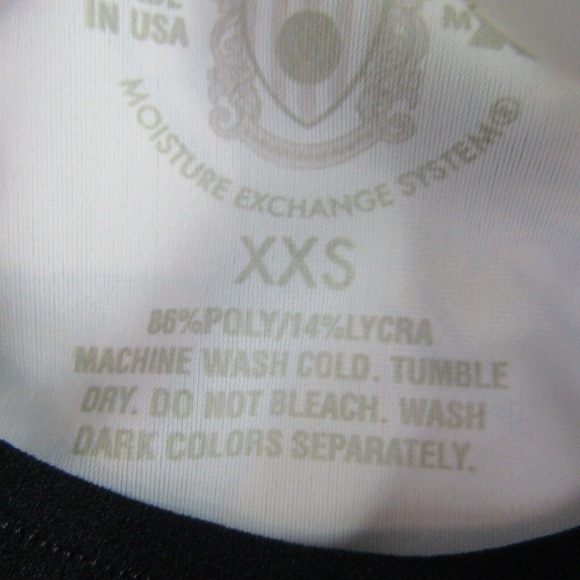 IN USA
MOISTURE EXCHANGE SYSTEM®
XXS
86%POLY/14%LYCRA
MACHINE WASH COLD. TUMBLE
DRY. DO NOT BLEACH. WASH
DARK COLORS SEPARATELY.